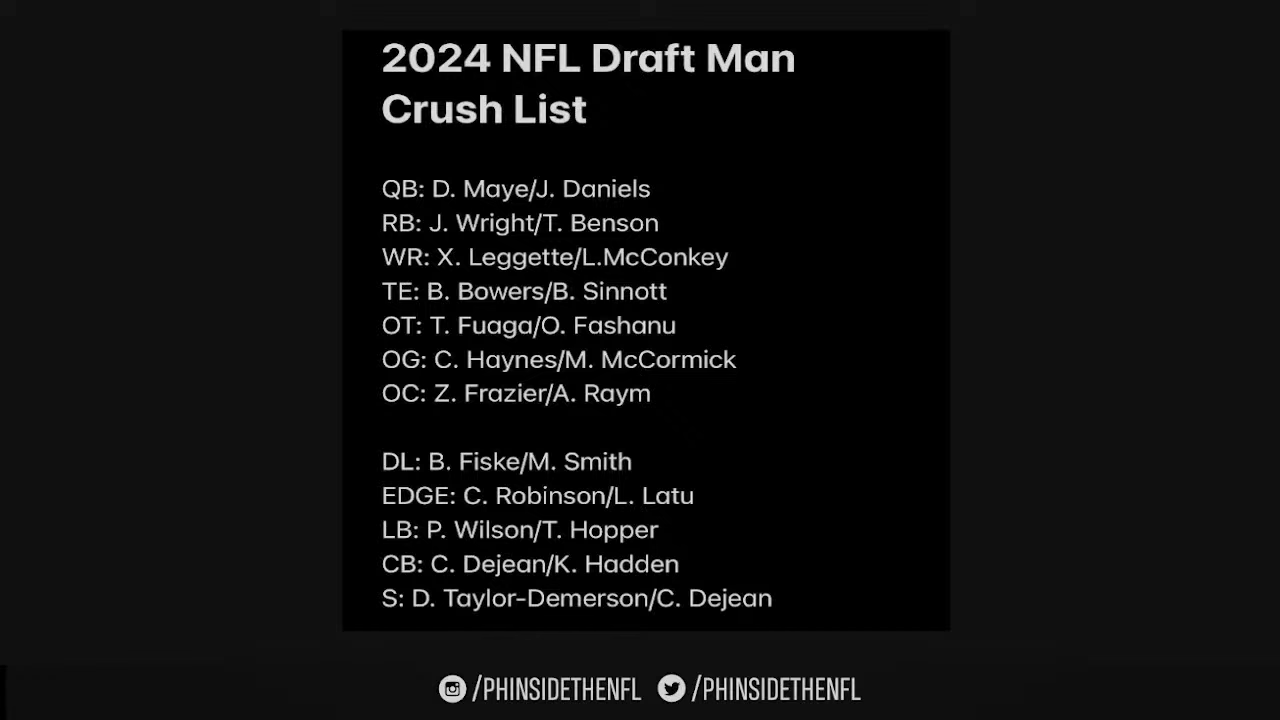 2024 NFL Draft Man
Crush List
QB: D. Maye/J. Daniels
RB: J. Wright/T. Benson
WR: X. Leggette/L.McConkey
TE: B. Bowers/B. Sinnott
OT: T. Fuaga/O. Fashanu
OG: C. Haynes/M. McCormick
OC: Z. Frazier/A. Raym
DL: B. Fiske/M. Smith
EDGE: C. Robinson/L. Latu
LB: P. Wilson/T. Hopper
CB: C. Dejean/K. Hadden
S: D. Taylor-Demerson/C. Dejean
/PHINSIDETHENFL /PHINSIDETHENFL